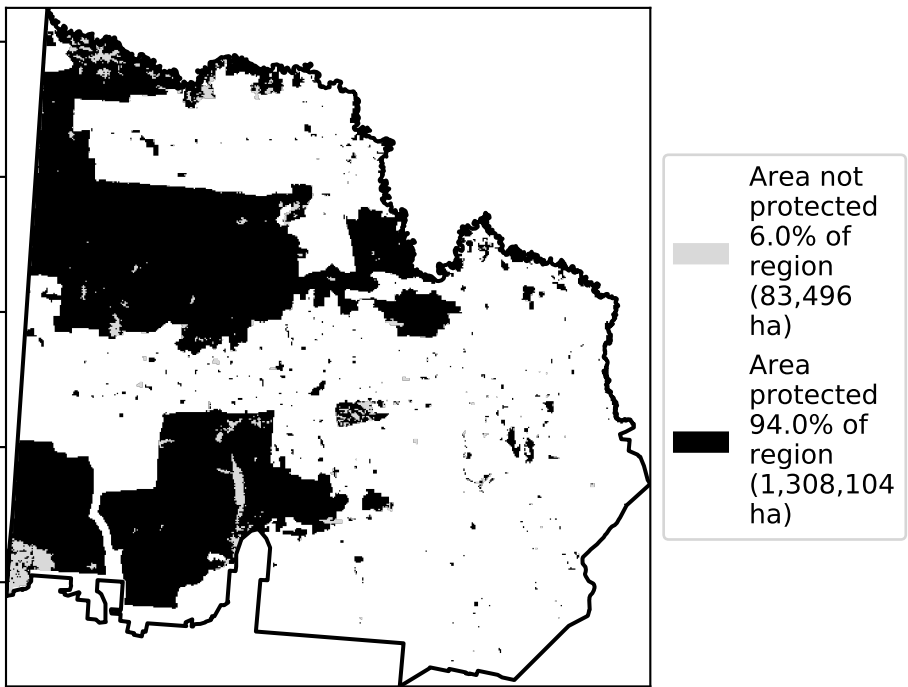 Area not
protected
6.0% of
region
(83,496
ha)
Area
protected
94.0% of
region
(1,308,104
ha)